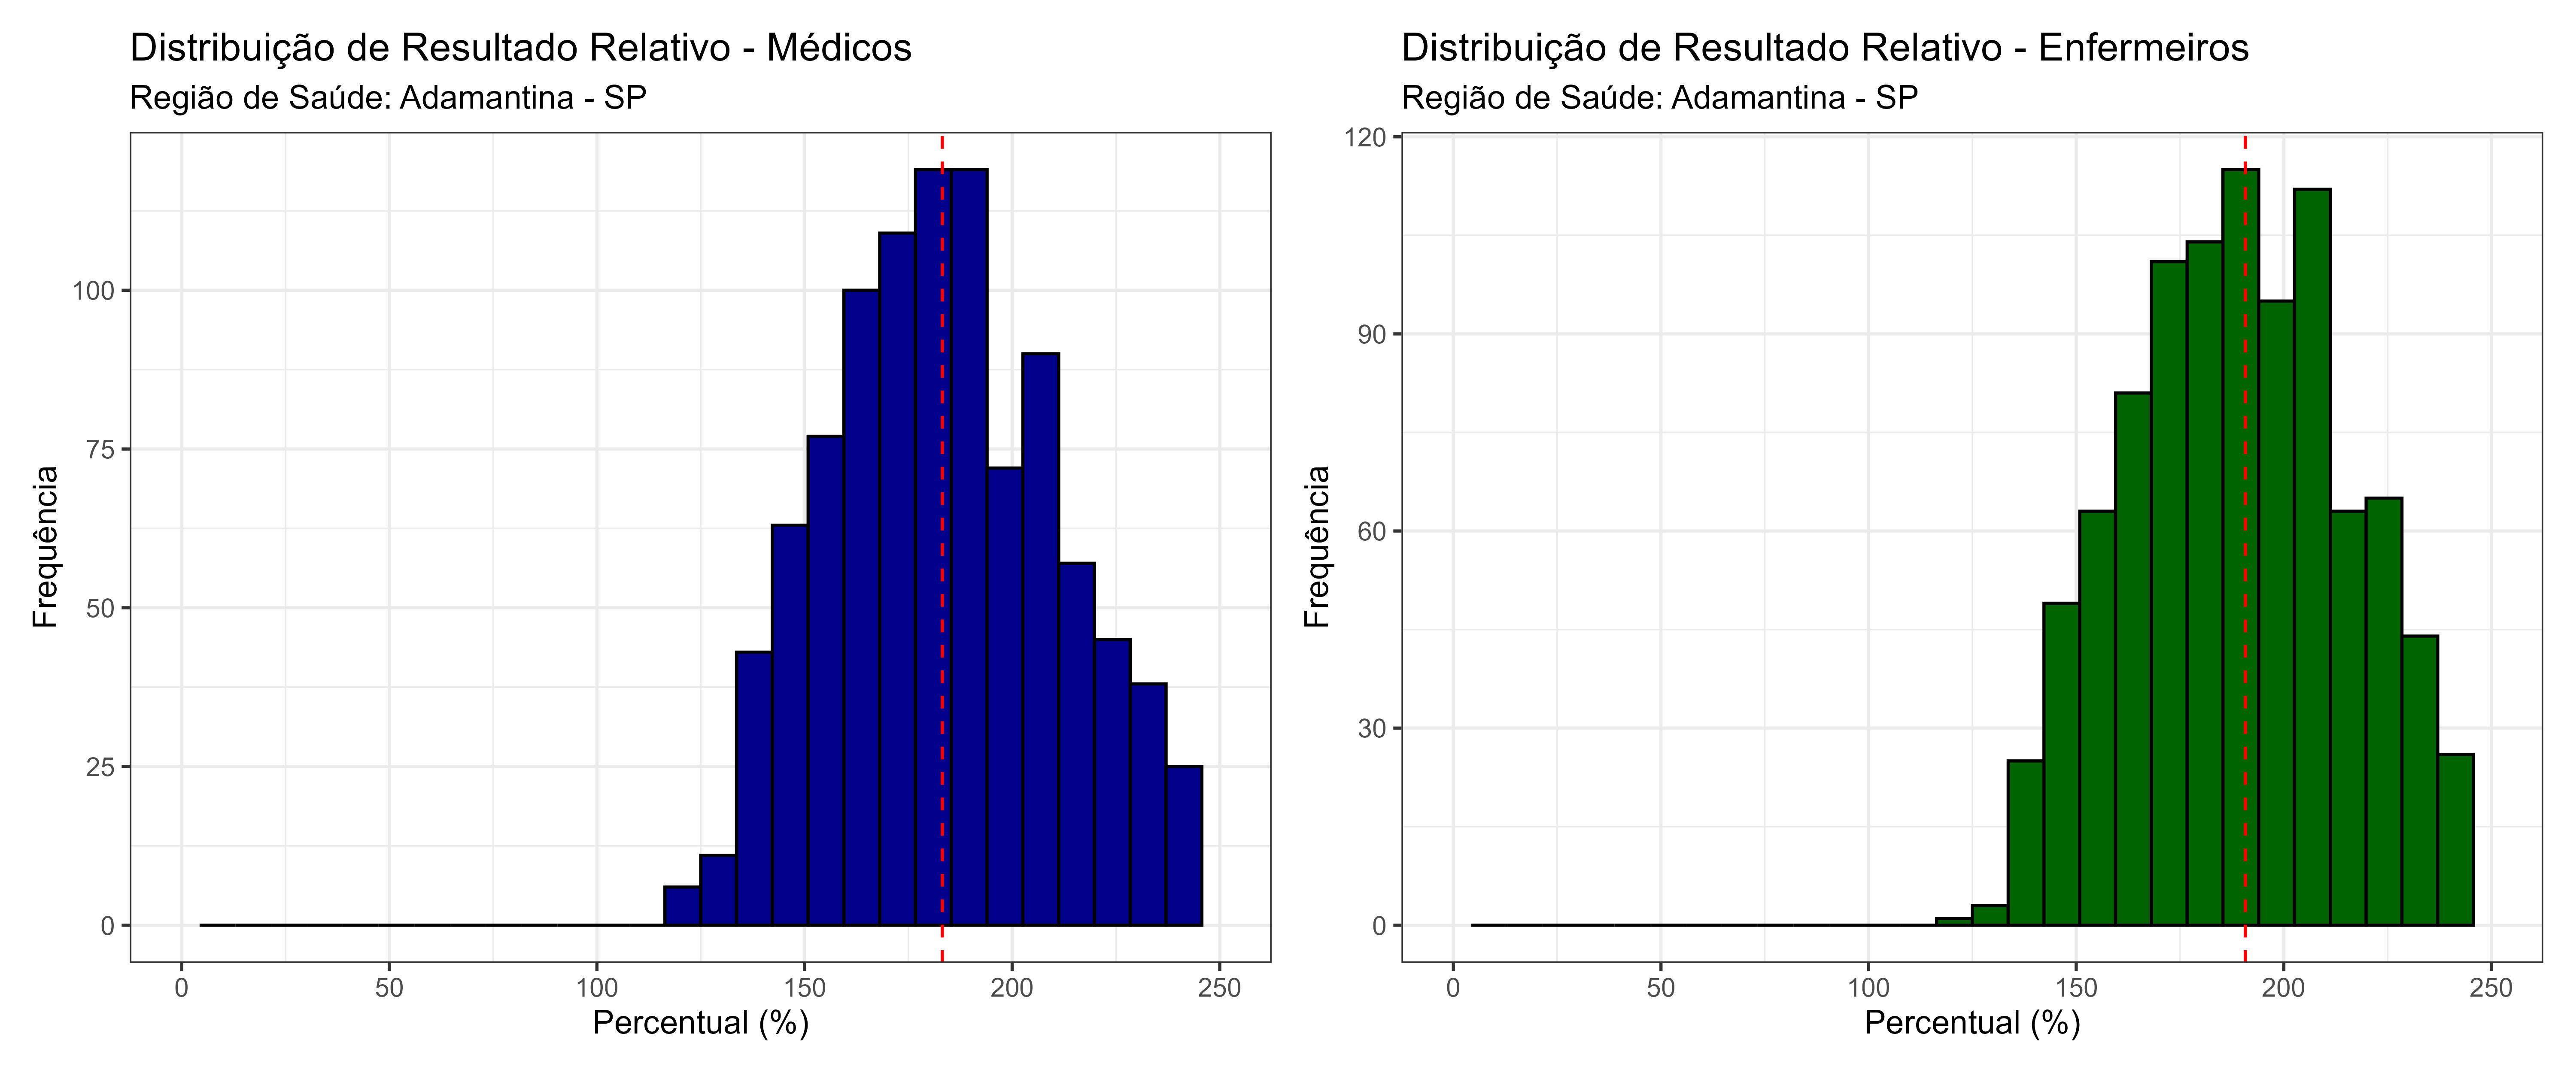 Distribuição de Resultado Relativo - Médicos
Região de Saúde: Adamantina - SP
Frequência
100
75
50
25
0
0 50 100 150 200 250
Percentual (%)
Distribuição de Resultado Relativo - Enfermeiros
Região de Saúde: Adamantina - SP
Frequência
120
90
60
30
0
0 50 100 150 200 250
Percentual (%)